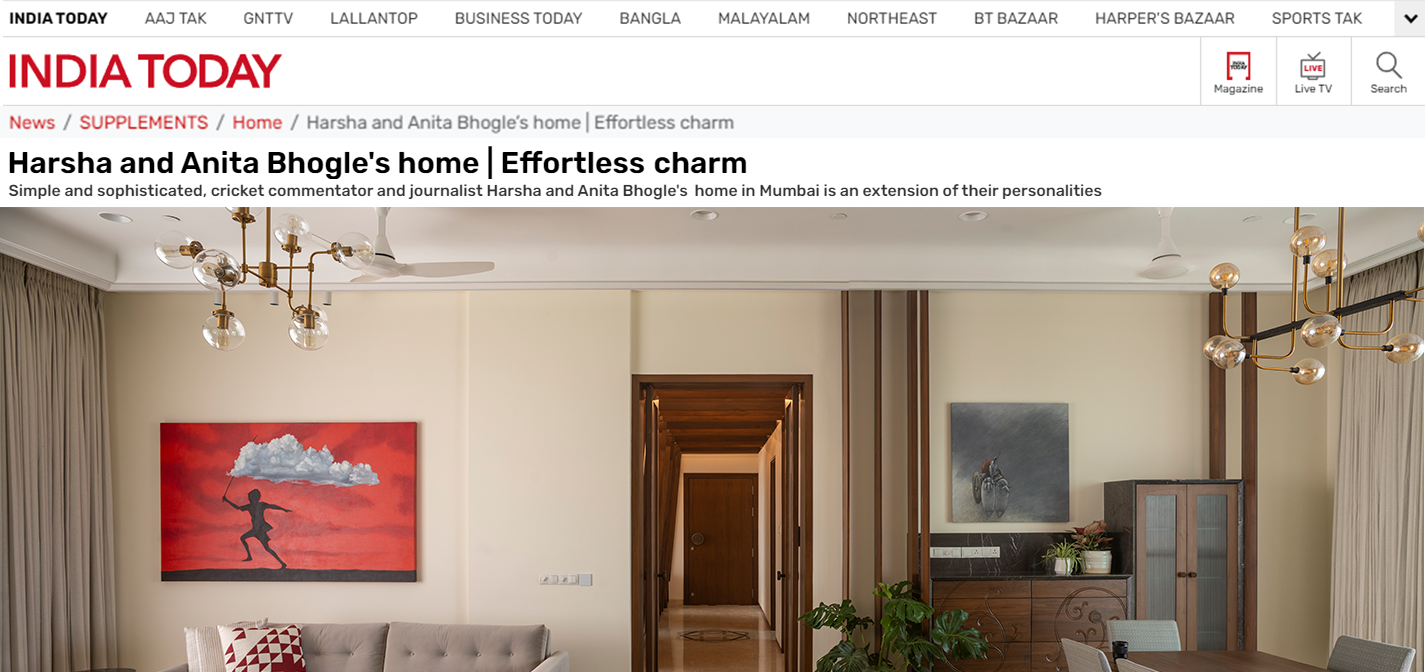 INDIA TODAY AAJ TAK GNTTV LALLANTOP BUSINESS TODAY BANGLA MALAYALAM NORTHEAST BT BAZAAR HARPER'S BAZAAR SPORTS TAK
INDIA TODAY
INDIA TODAY
Magazine
LIVE
Live TV
Search
News / SUPPLEMENTS / Home / Harsha and Anita Bhogle’s home | Effortless charm
Harsha and Anita Bhogle's home | Effortless charm
Simple and sophisticated, cricket commentator and journalist Harsha and Anita Bhogle's  home in Mumbai is an extension of their personalities